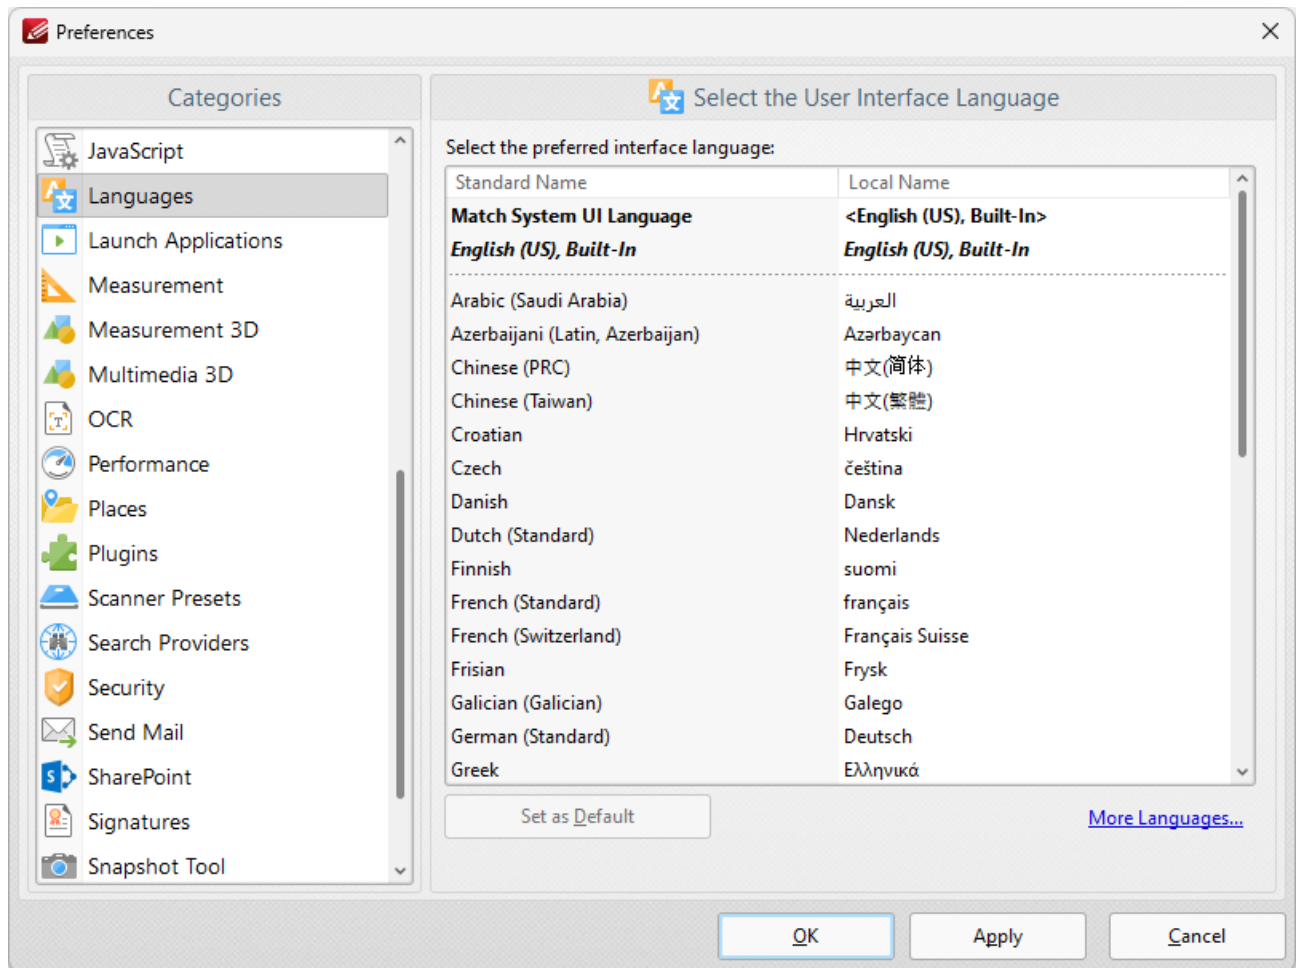 Preferences
Categories
JavaScript
Languages
Launch Applications
Measurement
Measurement 3D
Multimedia 3D
OCR
Performance
Places
Plugins
Scanner Presets
Search Providers
Security
Send Mail
SharePoint
Signatures
Snapshot Tool
Select the User Interface Language
Select the preferred interface language:
Standard Name Local Name
Match System UI Language <English (US), Built-In>
English (US), Built-In English (US), Built-In
Arabic (Saudi Arabia) العربية
Azerbaijani (Latin, Azerbaijan) Azərbaycan
Chinese (PRC) 中文(简体)
Chinese (Taiwan) 中文(繁體)
Croatian Hrvatski
Czech čeština
Danish Dansk
Dutch (Standard) Nederlands
Finnish suomi
French (Standard) français
French (Switzerland) Français Suisse
Frisian Frysk
Galician (Galician) Galego
German (Standard) Deutsch
Greek Ελληνικά
Set as Default More Languages...
OK Apply Cancel